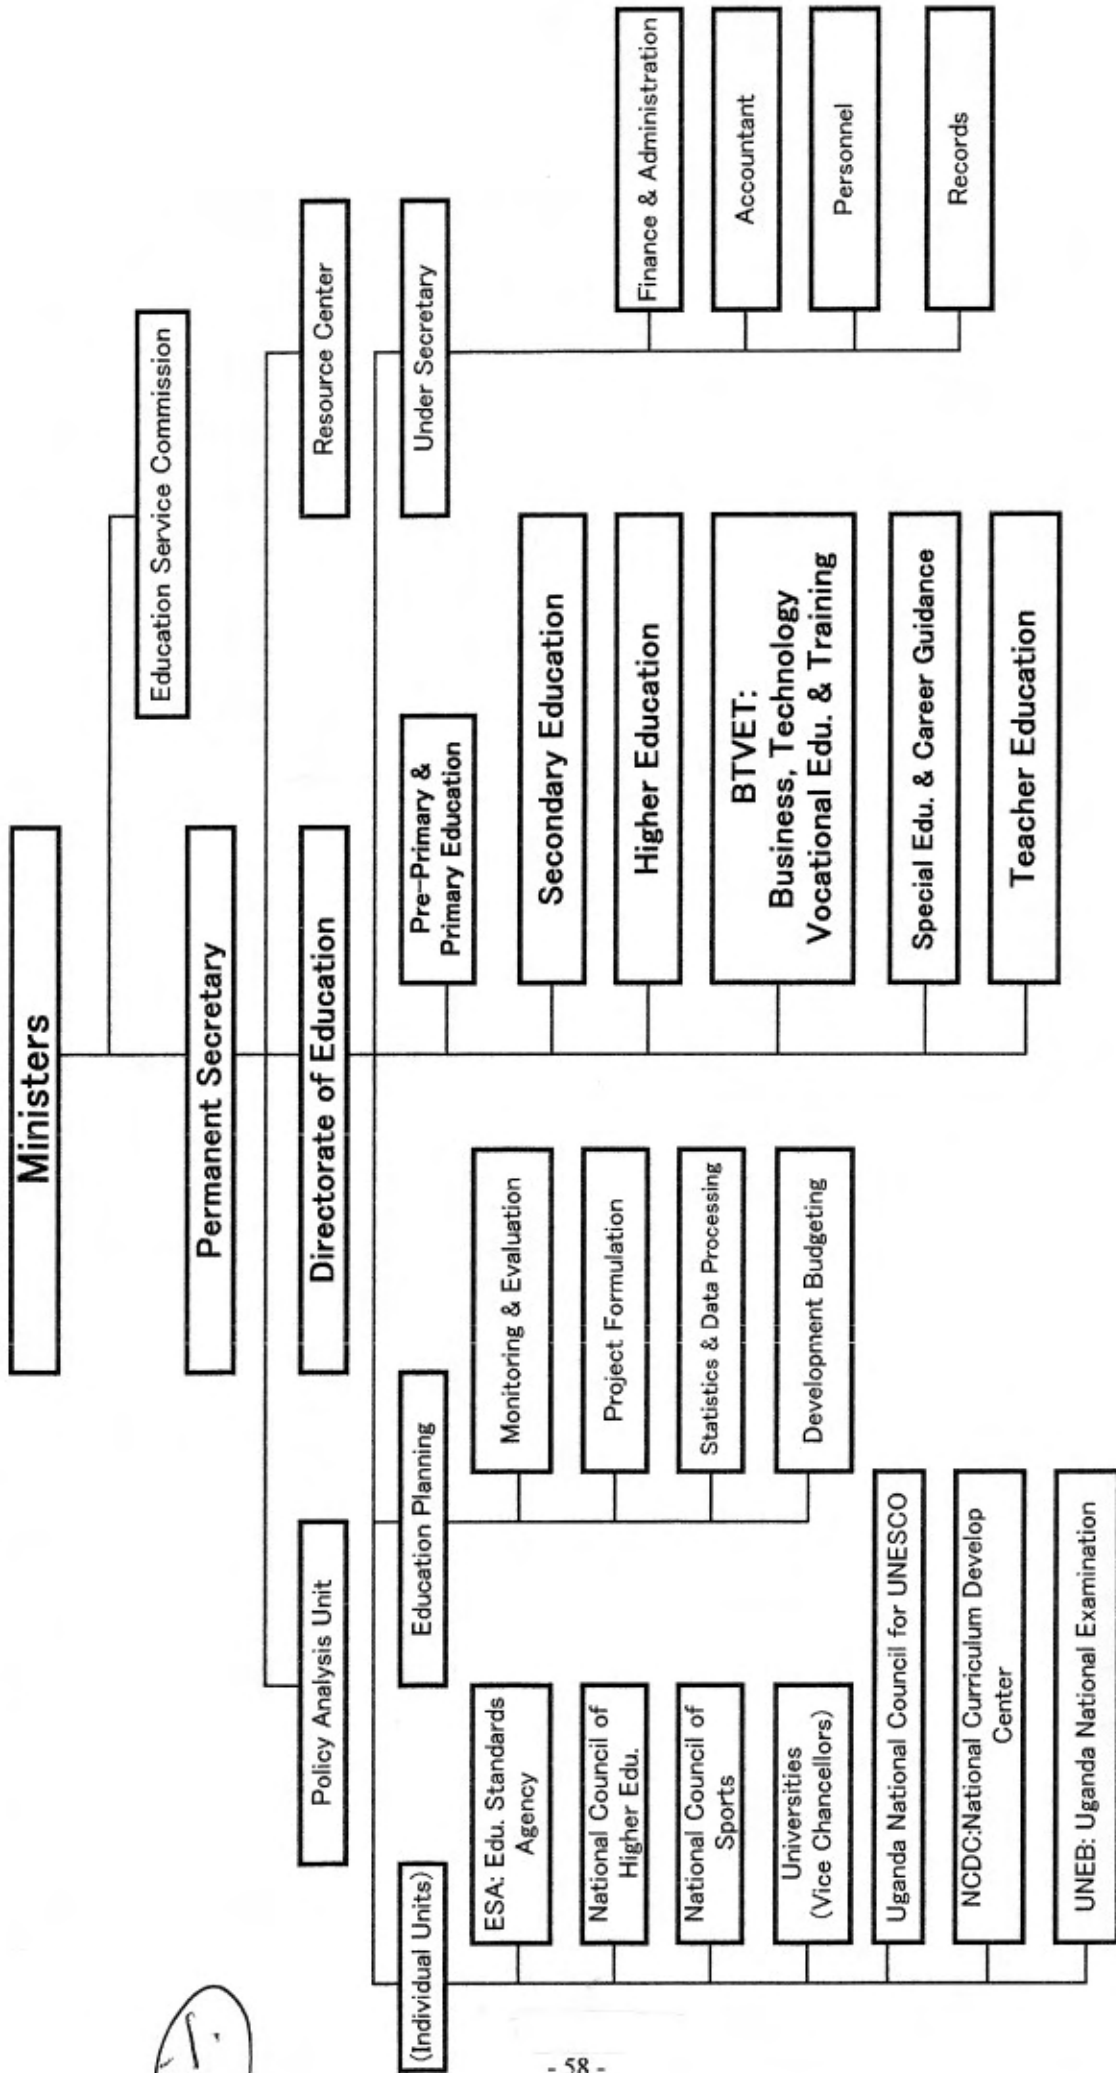 Ministers
Education Service Commission
Permanent Secretary
Policy Analysis Unit
Directorate of Education
Resource Center
(Individual Units)
Education Planning
Pre-Primary &
Primary Education
Under Secretary
ESA: Edu. Standards
Agency
National Council of
Higher Edu.
National Council of
Sports
Universities
(Vice Chancellors)
Uganda National Council for UNESCO
NCDC:National Curriculum Develop
Center
UNEB: Uganda National Examination
Monitoring & Evaluation
Project Formulation
Statistics & Data Processing
Development Budgeting
Secondary Education
Higher Education
BTVET:
Business, Technology
Vocational Edu. & Training
Special Edu. & Career Guidance
Teacher Education
Finance & Administration
Accountant
Personnel
Records
- 58 -